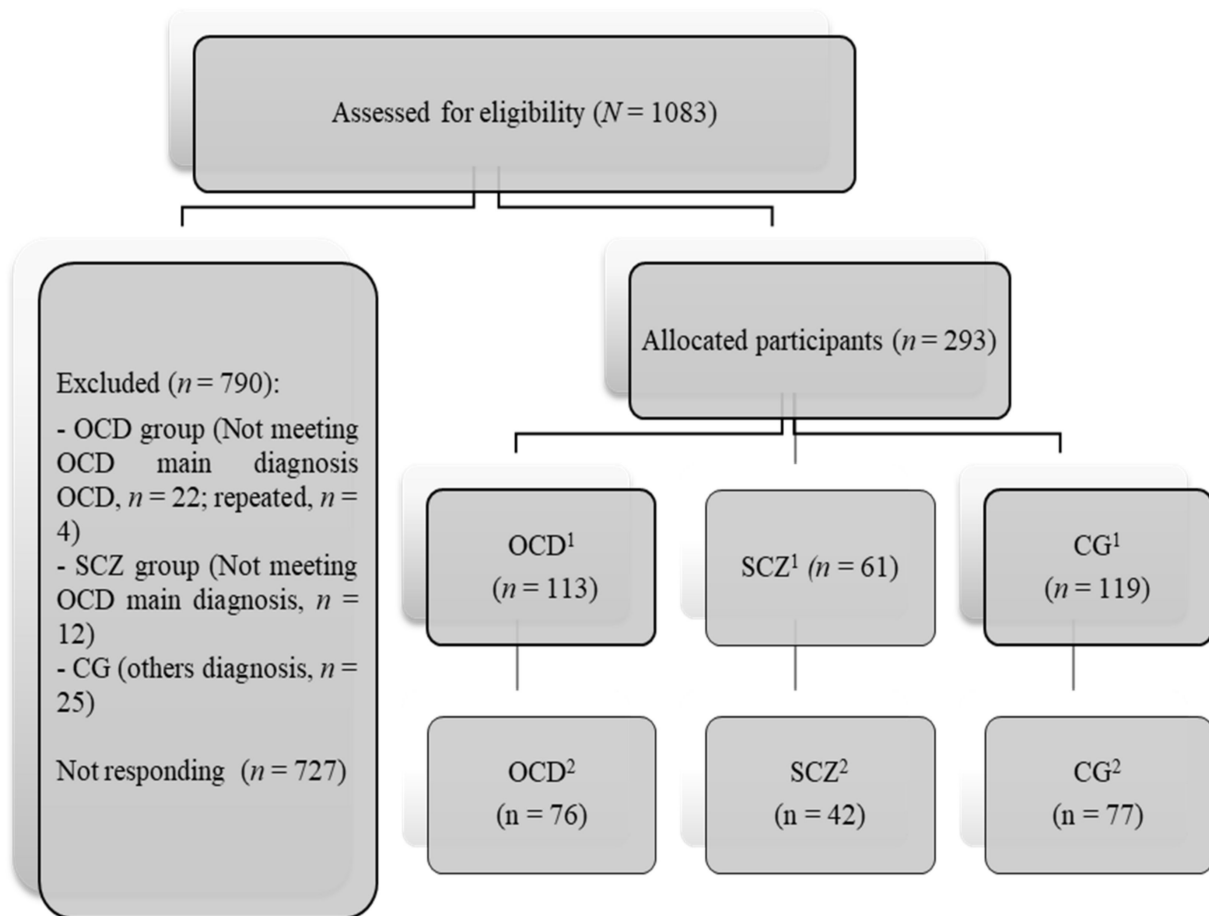 Assessed for eligibility (N = 1083)
Excluded (n = 790):
- OCD group (Not meeting
OCD main diagnosis
OCD, n = 22; repeated, n =
4)
- SCZ group (Not meeting
OCD main diagnosis, n =
12)
- CG (others diagnosis, n =
25)
Not responding (n = 727)
Allocated participants (n = 293)
OCD¹
(n = 113)
SCZ¹ (n = 61)
CG¹
(n = 119)
OCD²
(n = 76)
SCZ²
(n = 42)
CG²
(n = 77)